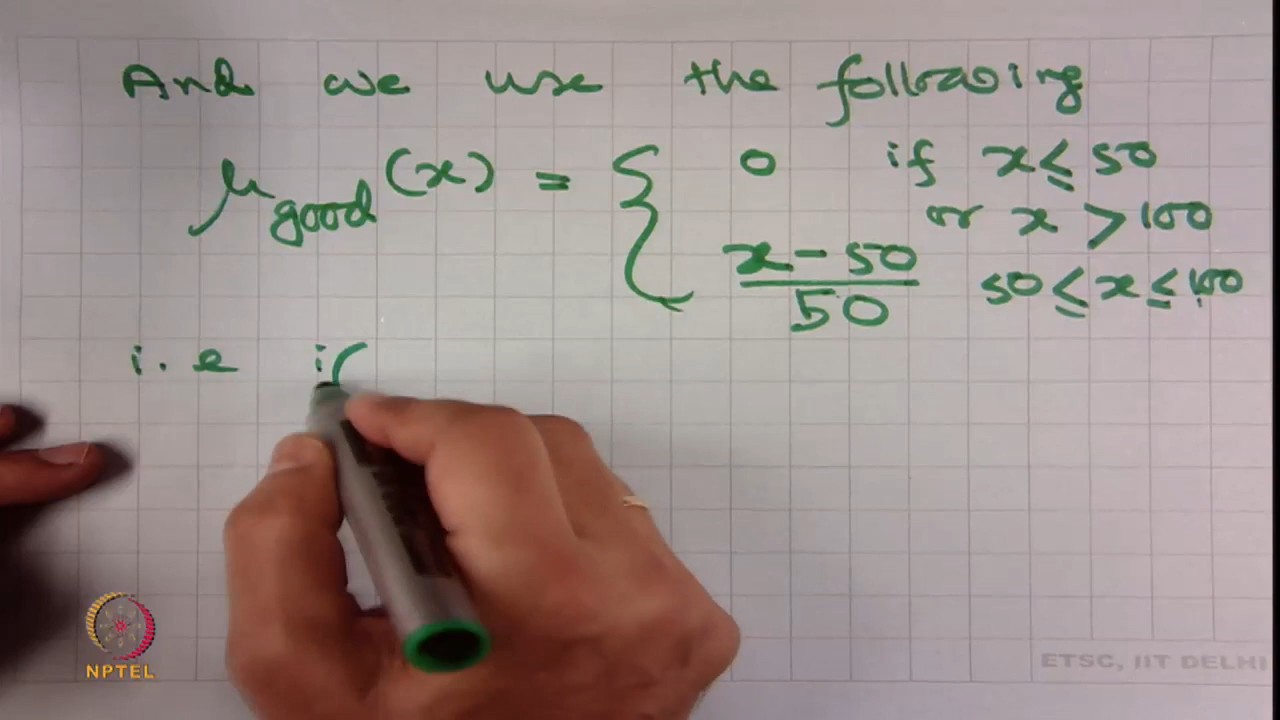 And we use the following
μ_good (x) = { 0 if x ≤ 50
or x > 100
x - 50 / 50 50 ≤ x ≤ 100
i.e if
NPTEL
ETSC, IIT DELHI